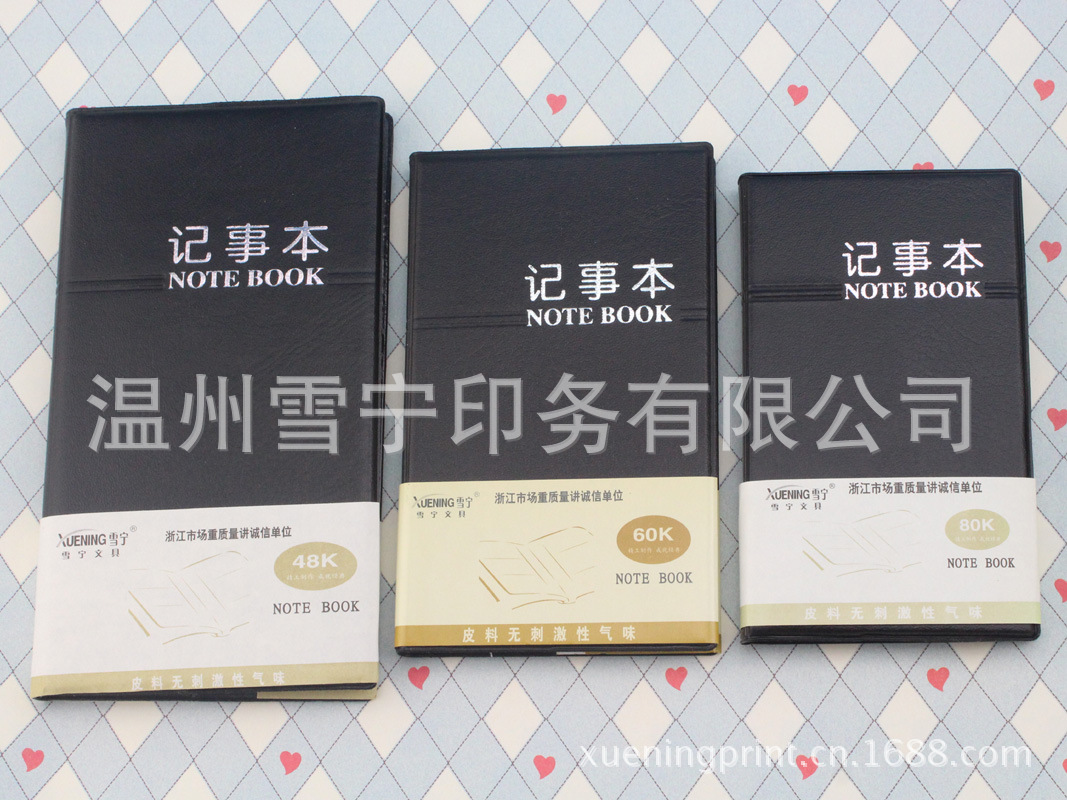 记事本
NOTE BOOK
XUENING雪宁®
雪宁文具
浙江市场重质量讲诚信单位
48K
NOTE BOOK
皮料无刺激性气味
记事本
NOTE BOOK
XUENING雪宁®
雪宁文具
浙江市场重质量讲诚信单位
60K
NOTE BOOK
皮料无刺激性气味
记事本
NOTE BOOK
XUENING雪宁®
雪宁文具
浙江市场重质量讲诚信单位
80K
NOTE BOOK
皮料无刺激性气味
温州雪宁印务有限公司
xueningprint.cn.1688.com